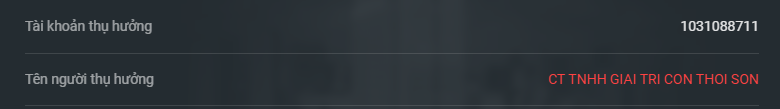 Tài khoản thụ hưởng 1031088711
Tên người thụ hưởng CT TNHH GIAI TRI CON THOI SON